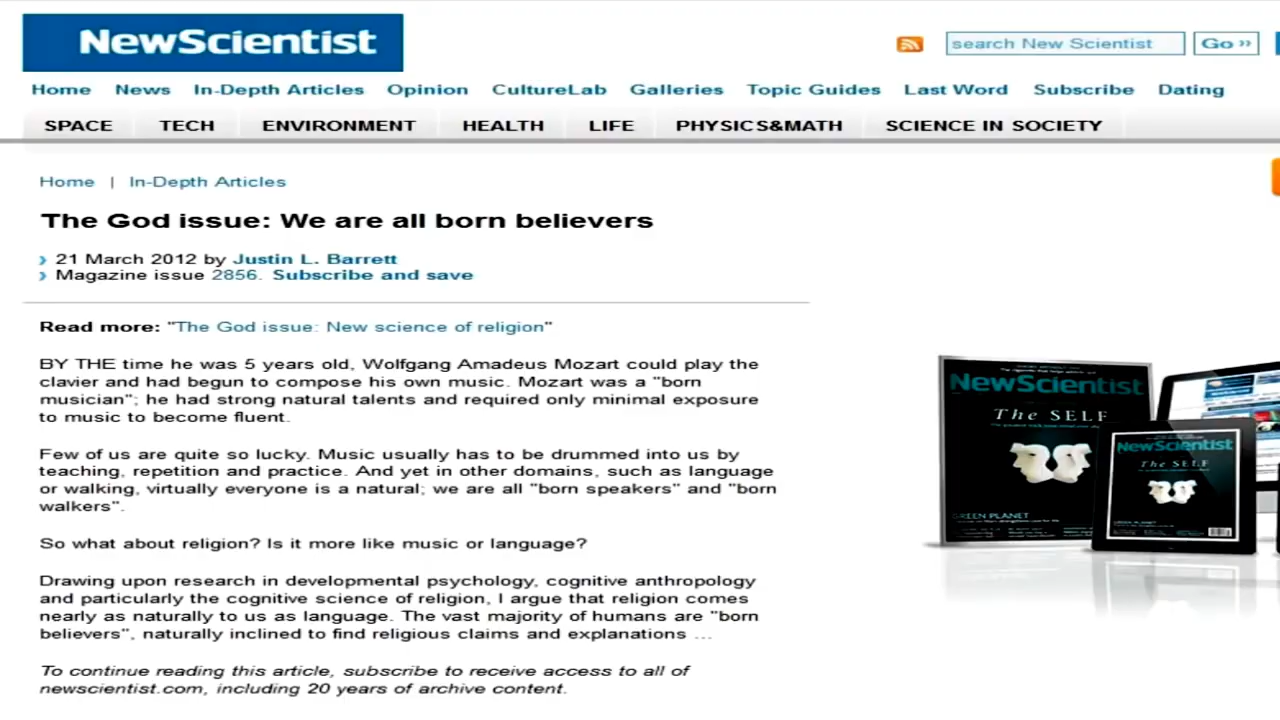 NewScientist
search New Scientist
Go »
Home News In-Depth Articles Opinion CultureLab Galleries Topic Guides Last Word Subscribe Dating
SPACE TECH ENVIRONMENT HEALTH LIFE PHYSICS&MATH SCIENCE IN SOCIETY
Home | In-Depth Articles
The God issue: We are all born believers
21 March 2012 by Justin L. Barrett
Magazine issue 2856. Subscribe and save
Read more: "The God issue: New science of religion"
BY THE time he was 5 years old, Wolfgang Amadeus Mozart could play the
clavier and had begun to compose his own music. Mozart was a "born
musician"; he had strong natural talents and required only minimal exposure
to music to become fluent.
Few of us are quite so lucky. Music usually has to be drummed into us by
teaching, repetition and practice. And yet in other domains, such as language
or walking, virtually everyone is a natural; we are all "born speakers" and "born
walkers".
So what about religion? Is it more like music or language?
Drawing upon research in developmental psychology, cognitive anthropology
and particularly the cognitive science of religion, I argue that religion comes
nearly as naturally to us as language. The vast majority of humans are "born
believers", naturally inclined to find religious claims and explanations ...
To continue reading this article, subscribe to receive access to all of
newscientist.com, including 20 years of archive content.
NewScientist
The SELF
GREEN PLANET
NewScientist
The SELF
GREEN PLANET